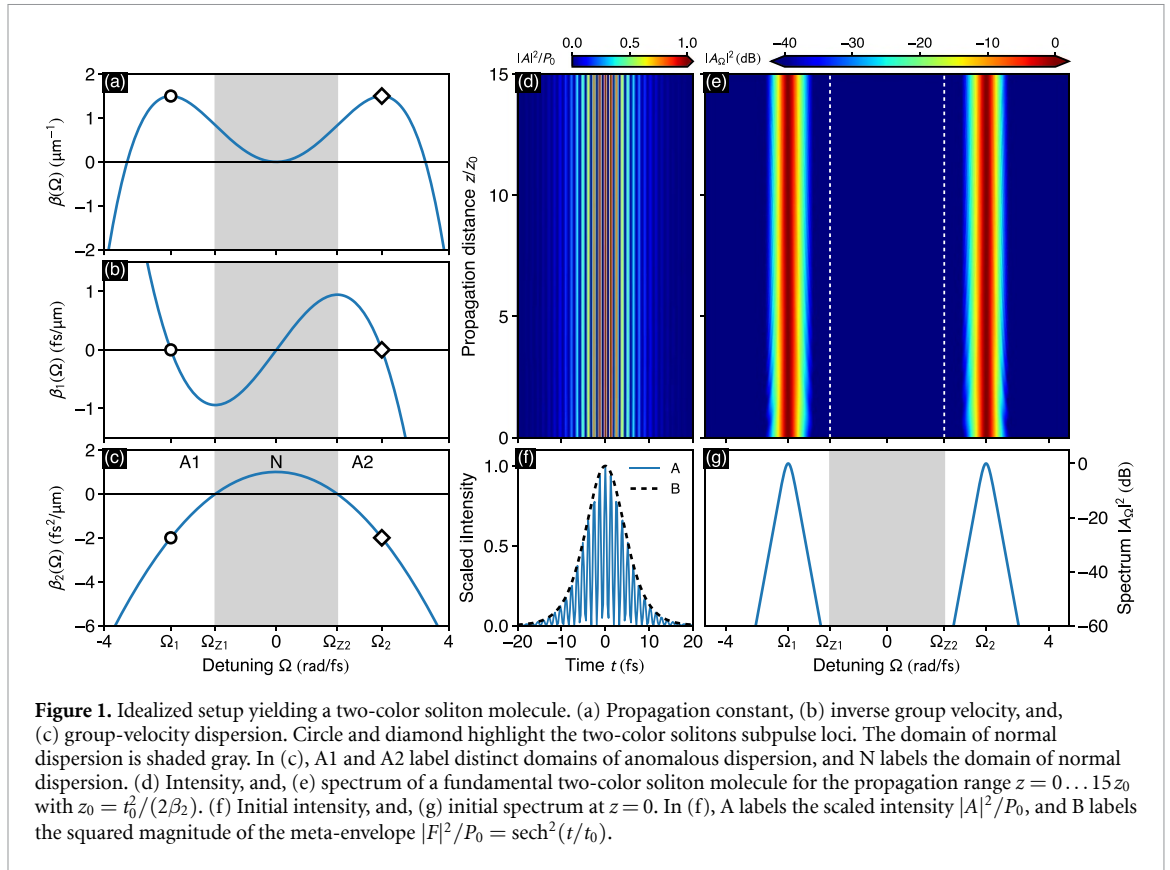 |A|²/P₀ 0.0 0.5 1.0
|A_Ω|² (dB) −40 −30 −20 −10 0
(a)
β(Ω) (μm⁻¹)
2
1
0
−1
−2
(b)
β₁(Ω) (fs/μm)
1
0
−1
(c)
A1 N A2
β₂(Ω) (fs²/μm)
2
0
−2
−4
−6
-4 Ω₁ Ω_Z1 0 Ω_Z2 Ω₂ 4
Detuning Ω (rad/fs)
(d)
Propagation distance z/z₀
15
10
5
0
(e)
(f)
A
B
Scaled iIntensity
1.0
0.5
0.0
−20 −10 0 10 20
Time t (fs)
(g)
0
−20
−40
−60
Spectrum |A_Ω|² (dB)
-4 Ω₁ Ω_Z1 0 Ω_Z2 Ω₂ 4
Detuning Ω (rad/fs)
Figure 1. Idealized setup yielding a two-color soliton molecule. (a) Propagation constant, (b) inverse group velocity, and,
(c) group-velocity dispersion. Circle and diamond highlight the two-color solitons subpulse loci. The domain of normal
dispersion is shaded gray. In (c), A1 and A2 label distinct domains of anomalous dispersion, and N labels the domain of normal
dispersion. (d) Intensity, and, (e) spectrum of a fundamental two-color soliton molecule for the propagation range z = 0 . . . 15 z₀
with z₀ = t₀²/(2β₂). (f) Initial intensity, and, (g) initial spectrum at z = 0. In (f), A labels the scaled intensity |A|²/P₀, and B labels
the squared magnitude of the meta-envelope |F|²/P₀ = sech²(t/t₀).